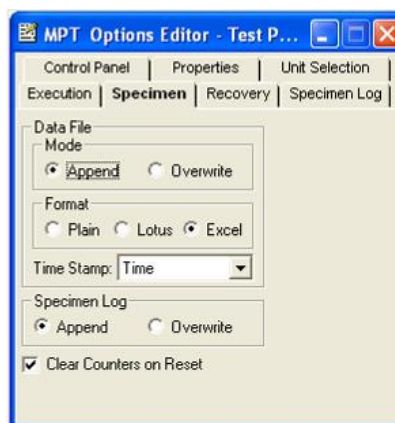 MPT Options Editor - Test P...
Control Panel Properties Unit Selection
Execution Specimen Recovery Specimen Log
Data File
Mode
Append Overwrite
Format
Plain Lotus Excel
Time Stamp: Time
Specimen Log
Append Overwrite
Clear Counters on Reset